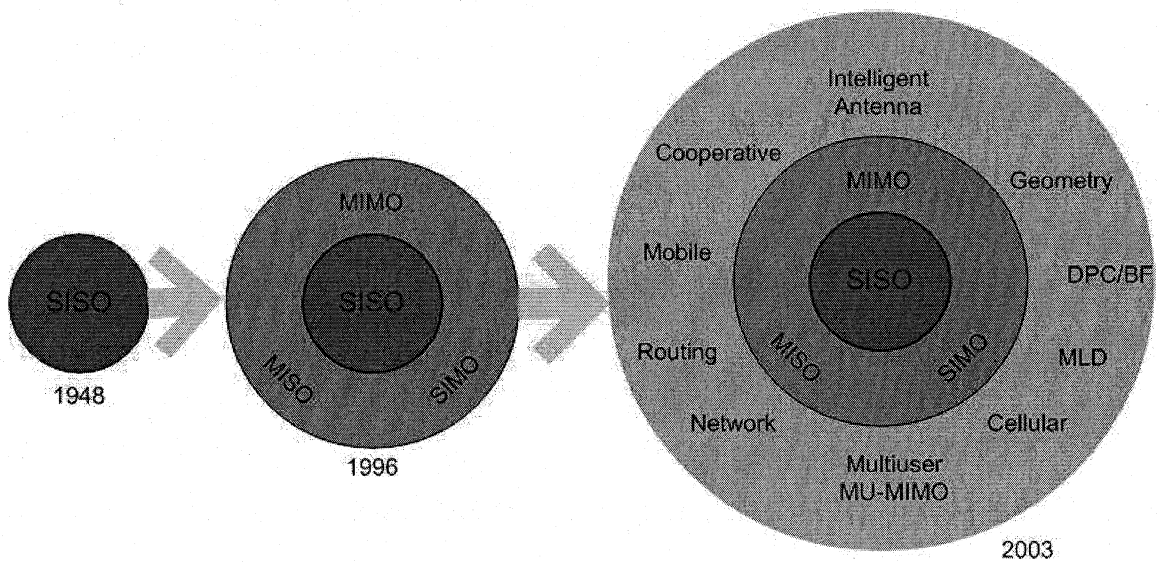 SISO
1948
MIMO
SISO
MISO
SIMO
1996
Intelligent
Antenna
Cooperative
MIMO
Geometry
Mobile
SISO
DPC/BF
Routing
MISO
SIMO
MLD
Network
Cellular
Multiuser
MU-MIMO
2003